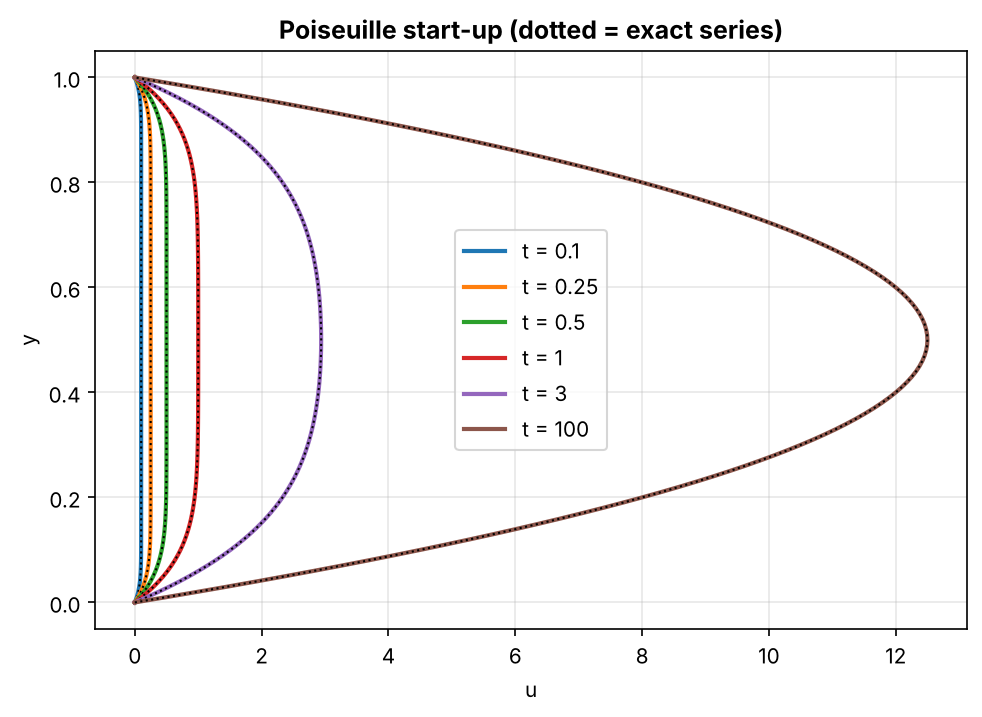 Poiseuille start-up (dotted = exact series)
1.0
0.8
0.6
0.4
0.2
0.0
y
t = 0.1
t = 0.25
t = 0.5
t = 1
t = 3
t = 100
0 2 4 6 8 10 12
u